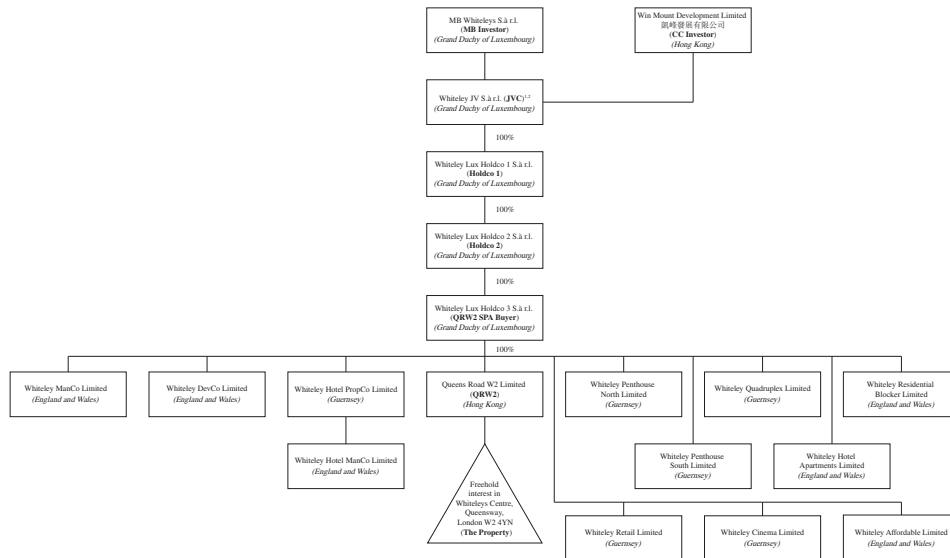 MB Whiteleys S.à r.l.
(MB Investor)
(Grand Duchy of Luxembourg)
Win Mount Development Limited
凱峰發展有限公司
(CC Investor)
(Hong Kong)
Whiteley JV S.à r.l. (JVC)1,2
(Grand Duchy of Luxembourg)
100%
Whiteley Lux Holdco 1 S.à r.l.
(Holdco 1)
(Grand Duchy of Luxembourg)
100%
Whiteley Lux Holdco 2 S.à r.l.
(Holdco 2)
(Grand Duchy of Luxembourg)
100%
Whiteley Lux Holdco 3 S.à r.l.
(QRW2 SPA Buyer)
(Grand Duchy of Luxembourg)
100%
Whiteley ManCo Limited
(England and Wales)
Whiteley DevCo Limited
(England and Wales)
Whiteley Hotel PropCo Limited
(Guernsey)
Queens Road W2 Limited
(QRW2)
(Hong Kong)
Whiteley Penthouse
North Limited
(Guernsey)
Whiteley Quadruplex Limited
(Guernsey)
Whiteley Residential
Blocker Limited
(England and Wales)
Whiteley Hotel ManCo Limited
(England and Wales)
Whiteley Penthouse
South Limited
(Guernsey)
Whiteley Hotel
Apartments Limited
(England and Wales)
Freehold
interest in
Whiteleys Centre,
Queensway,
London W2 4YN
(The Property)
Whiteley Retail Limited
(Guernsey)
Whiteley Cinema Limited
(Guernsey)
Whiteley Affordable Limited
(England and Wales)